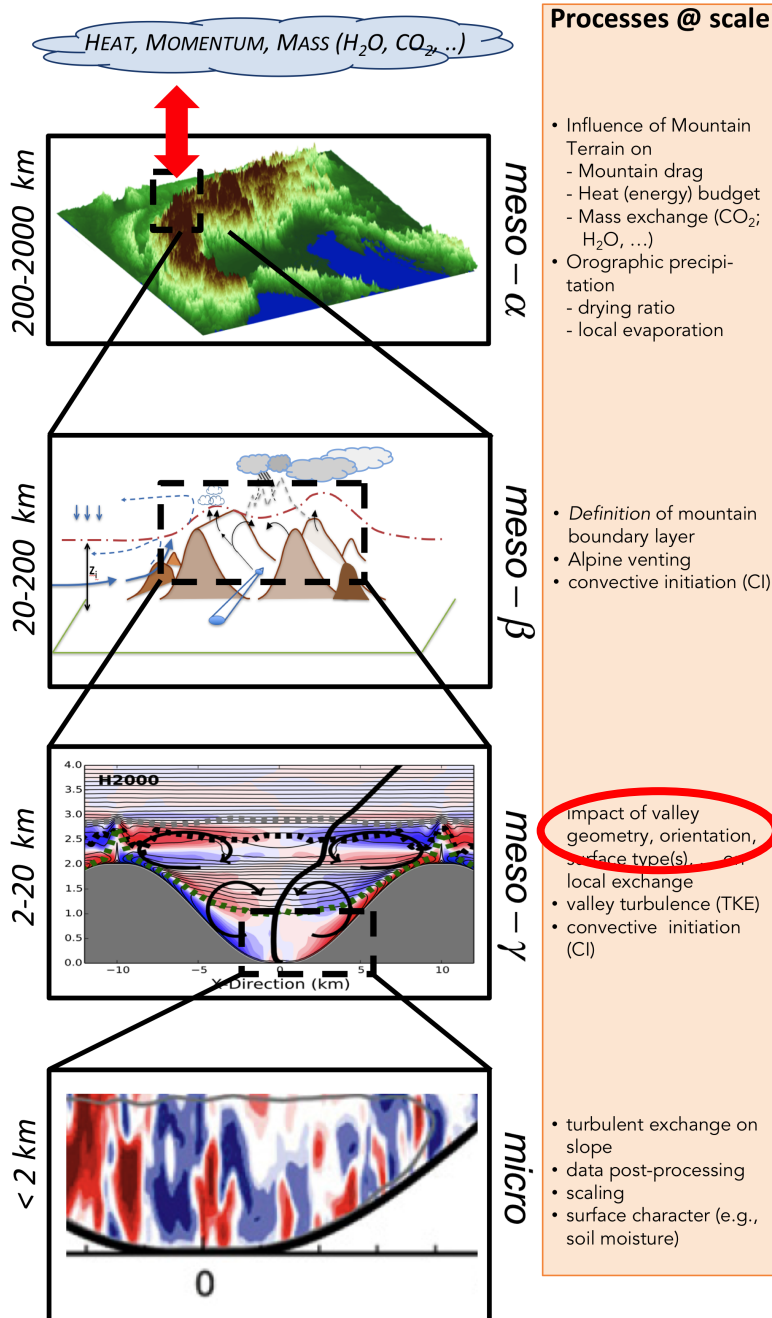 HEAT, MOMENTUM, MASS (H2O, CO2, ..)
Processes @ scale
200-2000 km
meso-α
• Influence of Mountain
Terrain on
- Mountain drag
- Heat (energy) budget
- Mass exchange (CO2;
H2O, ...)
• Orographic precipi-
tation
- drying ratio
- local evaporation
20-200 km
zi
meso-β
• Definition of mountain
boundary layer
• Alpine venting
• convective initiation (CI)
2-20 km
H2000
4.0
3.5
3.0
2.5
2.0
1.5
1.0
0.5
0.0
−10
−5
0
5
10
X-Direction (km)
meso-γ
impact of valley
geometry, orientation,
surface type(s), ... on
local exchange
• valley turbulence (TKE)
• convective initiation
(CI)
< 2 km
0
micro
• turbulent exchange on
slope
• data post-processing
• scaling
• surface character (e.g.,
soil moisture)